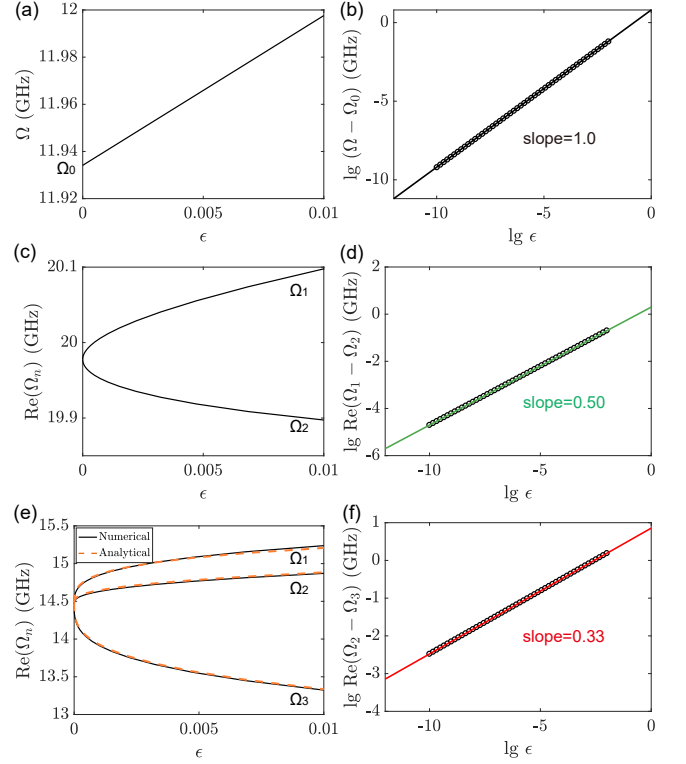 (a)
12
11.98
11.96
11.94
11.92
Ω0
Ω (GHz)
0
0.005
0.01
ϵ
(b)
0
-5
-10
lg (Ω − Ω₀) (GHz)
slope=1.0
-10
-5
0
lg ϵ
(c)
20.1
20
19.9
Re(Ωₙ) (GHz)
Ω1
Ω2
0
0.005
0.01
ϵ
(d)
2
0
-2
-4
-6
lg Re(Ω₁ − Ω₂) (GHz)
slope=0.50
-10
-5
0
lg ϵ
(e)
15.5
15
14.5
14
13.5
13
Re(Ωₙ) (GHz)
Numerical
Analytical
Ω1
Ω2
Ω3
0
0.005
0.01
ϵ
(f)
1
0
-1
-2
-3
-4
lg Re(Ω₂ − Ω₃) (GHz)
slope=0.33
-10
-5
0
lg ϵ